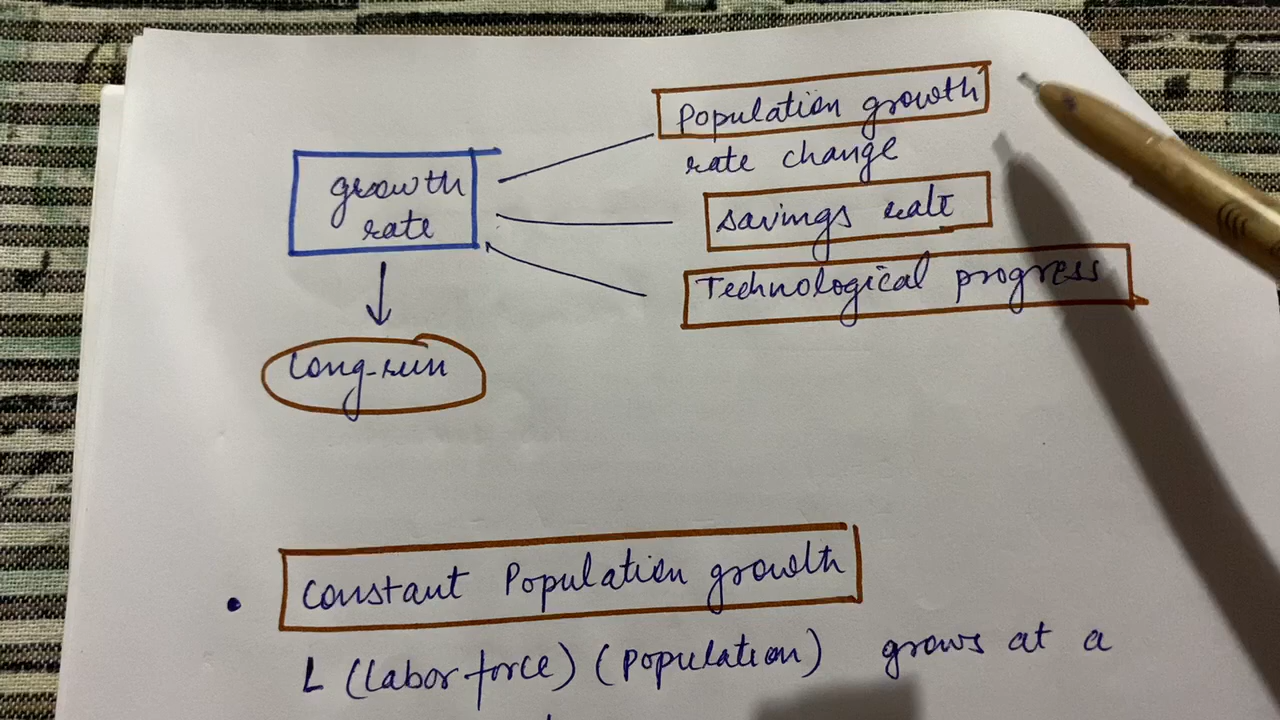 Population growth
rate change
growth
rate
savings rate
Technological progress
Long-run
Constant Population growth
L (Labor force) (Population) grows at a